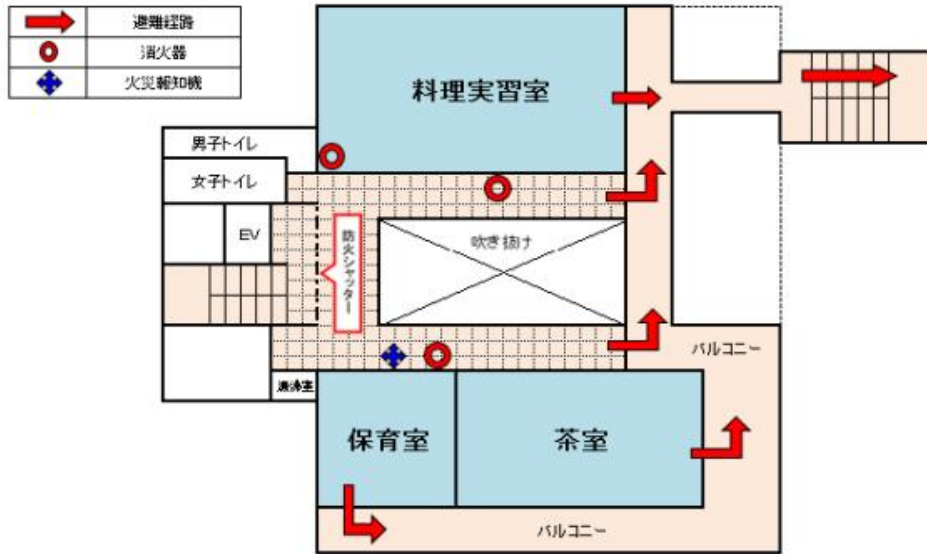 避難経路
消火器
火災報知機
料理実習室
男子トイレ
女子トイレ
EV
防火シャッター
吹き抜け
バルコニー
湯沸室
保育室
茶室
バルコニー